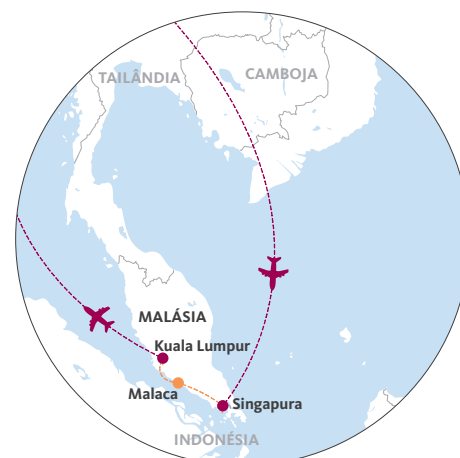 TAILÂNDIA
CAMBOJA
MALÁSIA
Kuala Lumpur
Malaca
Singapura
INDONÉSIA